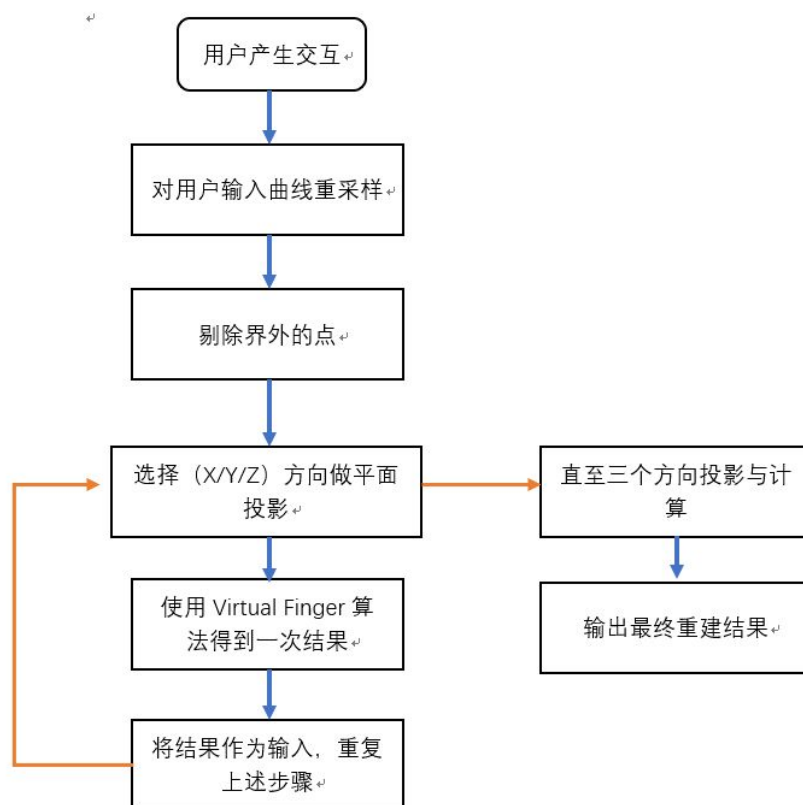 用户产生交互
对用户输入曲线重采样
剔除界外的点
选择（X/Y/Z）方向做平面
投影
使用 Virtual Finger 算
法得到一次结果
将结果作为输入，重复
上述步骤
直至三个方向投影与计
算
输出最终重建结果